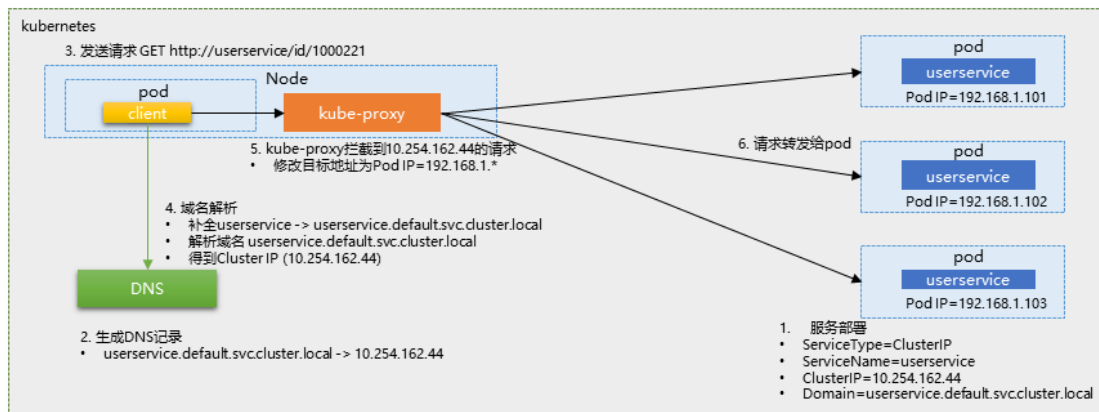 kubernetes
3. 发送请求 GET http://userservice/id/1000221
Node
pod
client
kube-proxy
5. kube-proxy拦截到10.254.162.44的请求
• 修改目标地址为Pod IP=192.168.1.*
4. 域名解析
• 补全userservice -> userservice.default.svc.cluster.local
• 解析域名 userservice.default.svc.cluster.local
• 得到Cluster IP (10.254.162.44)
DNS
2. 生成DNS记录
• userservice.default.svc.cluster.local -> 10.254.162.44
6. 请求转发给pod
pod
userservice
Pod IP=192.168.1.101
pod
userservice
Pod IP=192.168.1.102
pod
userservice
Pod IP=192.168.1.103
1. 服务部署
• ServiceType=ClusterIP
• ServiceName=userservice
• ClusterIP=10.254.162.44
• Domain=userservice.default.svc.cluster.local